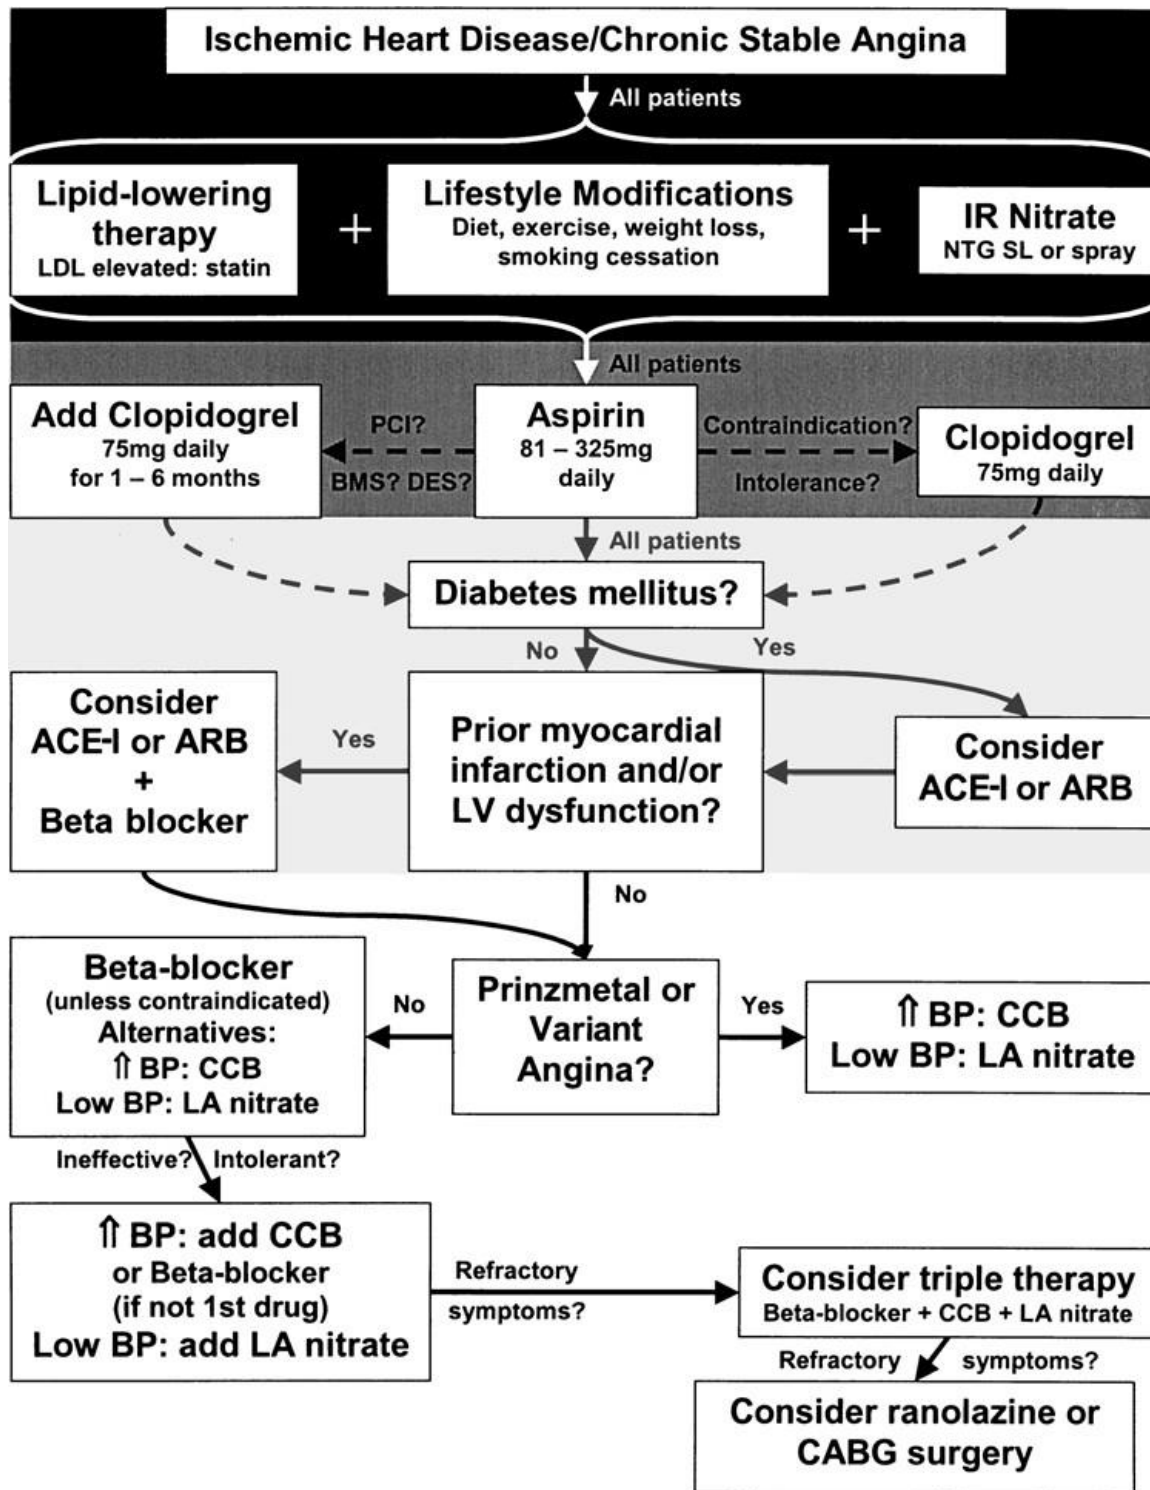 Ischemic Heart Disease/Chronic Stable Angina
All patients
Lipid-lowering
therapy
LDL elevated: statin
+
Lifestyle Modifications
Diet, exercise, weight loss,
smoking cessation
+
IR Nitrate
NTG SL or spray
All patients
Add Clopidogrel
75mg daily
for 1 – 6 months
PCI?
BMS? DES?
Aspirin
81 – 325mg
daily
Contraindication?
Intolerance?
Clopidogrel
75mg daily
All patients
Diabetes mellitus?
No
Yes
Consider
ACE-I or ARB
+
Beta blocker
Yes
Prior myocardial
infarction and/or
LV dysfunction?
Consider
ACE-I or ARB
No
Beta-blocker
(unless contraindicated)
Alternatives:
⇑ BP: CCB
Low BP: LA nitrate
No
Prinzmetal or
Variant
Angina?
Yes
⇑ BP: CCB
Low BP: LA nitrate
Ineffective? Intolerant?
⇑ BP: add CCB
or Beta-blocker
(if not 1st drug)
Low BP: add LA nitrate
Refractory
symptoms?
Consider triple therapy
Beta-blocker + CCB + LA nitrate
Refractory symptoms?
Consider ranolazine or
CABG surgery